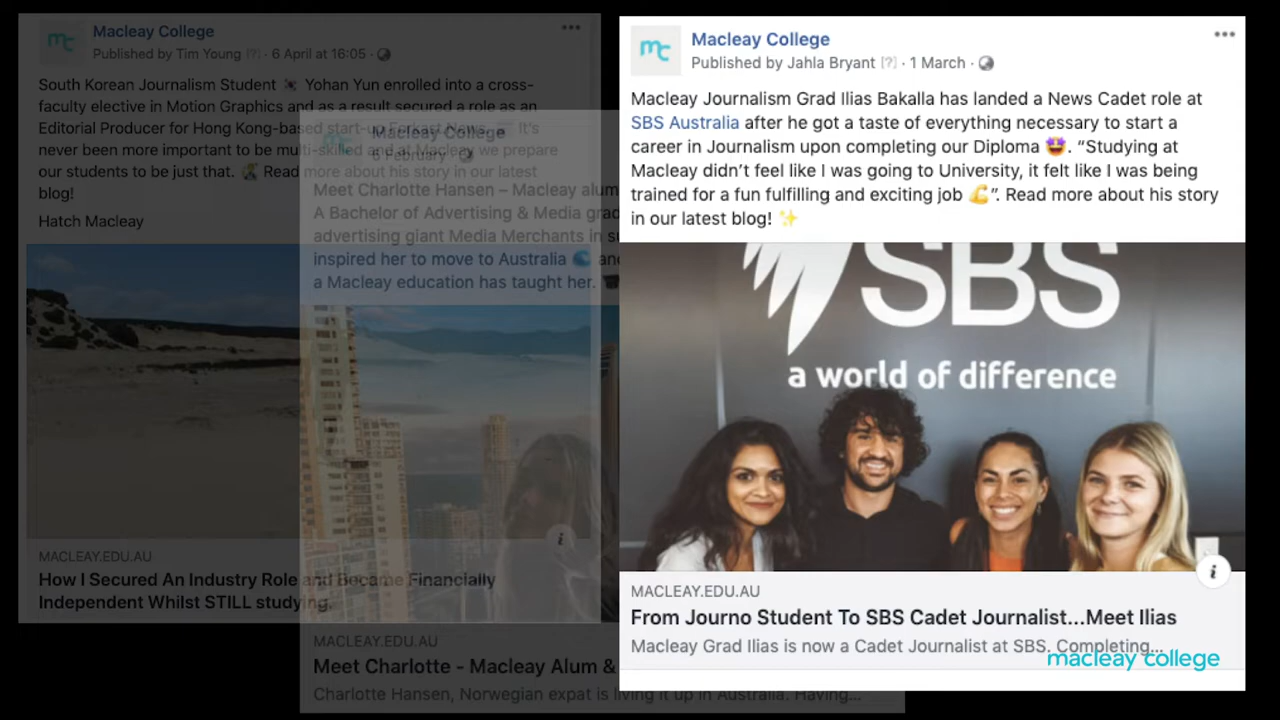 Macleay College
Published by Tim Young [?] · 6 April at 16:05 ·
South Korean Journalism Student 🇰🇷 Yohan Yun enrolled into a cross-
faculty elective in Motion Graphics and as a result secured a role as an
Editorial Producer for Hong Kong-based start-up Forkast News. It's
never been more important to be multi-skilled and at Macleay we prepare
our students to be just that. Read more about his story in our latest
blog!
Hatch Macleay
MACLEAY.EDU.AU
How I Secured An Industry Role and Became Financially
Independent Whilst STILL studying.
Macleay College
6 February ·
Meet Charlotte Hansen – Macleay alum
A Bachelor of Advertising & Media grad
advertising giant Media Merchants in
inspired her to move to Australia 🌊 and
a Macleay education has taught her.
MACLEAY.EDU.AU
Meet Charlotte - Macleay Alum &
Charlotte Hansen, Norwegian expat is living it up in Australia. Having...
Macleay College
Published by Jahla Bryant [?] · 1 March ·
Macleay Journalism Grad Ilias Bakalla has landed a News Cadet role at
SBS Australia after he got a taste of everything necessary to start a
career in Journalism upon completing our Diploma 🤩. “Studying at
Macleay didn’t feel like I was going to University, it felt like I was being
trained for a fun fulfilling and exciting job 💪”. Read more about his story
in our latest blog! ✨
SBS
a world of difference
MACLEAY.EDU.AU
From Journo Student To SBS Cadet Journalist...Meet Ilias
Macleay Grad Ilias is now a Cadet Journalist at SBS. Completing...
macleay college